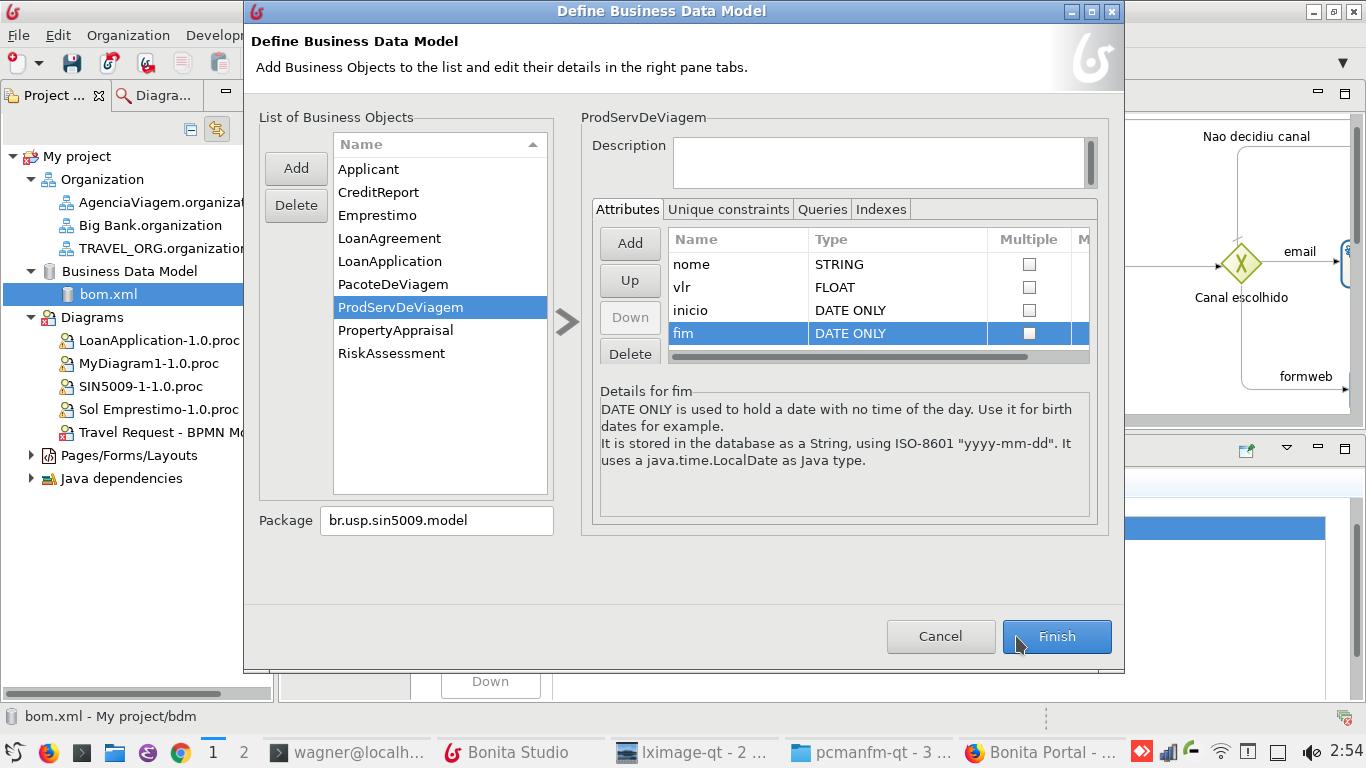 Define Business Data Model
File Edit Organization Develop
Define Business Data Model
Add Business Objects to the list and edit their details in the right pane tabs.
Project ...
Diagra...
My project
Organization
AgenciaViagem.organizat
Big Bank.organization
TRAVEL_ORG.organization
Business Data Model
bom.xml
Diagrams
LoanApplication-1.0.proc
MyDiagram1-1.0.proc
SIN5009-1-1.0.proc
Sol Emprestimo-1.0.proc
Travel Request - BPMN Mo
Pages/Forms/Layouts
Java dependencies
List of Business Objects
Add
Delete
Name
Applicant
CreditReport
Emprestimo
LoanAgreement
LoanApplication
PacoteDeViagem
ProdServDeViagem
PropertyAppraisal
RiskAssessment
Package br.usp.sin5009.model
ProdServDeViagem
Description
Attributes Unique constraints Queries Indexes
Add
Up
Down
Delete
Name Type Multiple M
nome STRING
vlr FLOAT
inicio DATE ONLY
fim DATE ONLY
Details for fim
DATE ONLY is used to hold a date with no time of the day. Use it for birth
dates for example.
It is stored in the database as a String, using ISO-8601 "yyyy-mm-dd". It
uses a java.time.LocalDate as Java type.
Cancel Finish
Nao decidiu canal
email
Canal escolhido
formweb
Down
bom.xml - My project/bdm
1 2 wagner@localh... Bonita Studio lximage-qt - 2 ... pcmanfm-qt - 3 ... Bonita Portal - ... 2:54